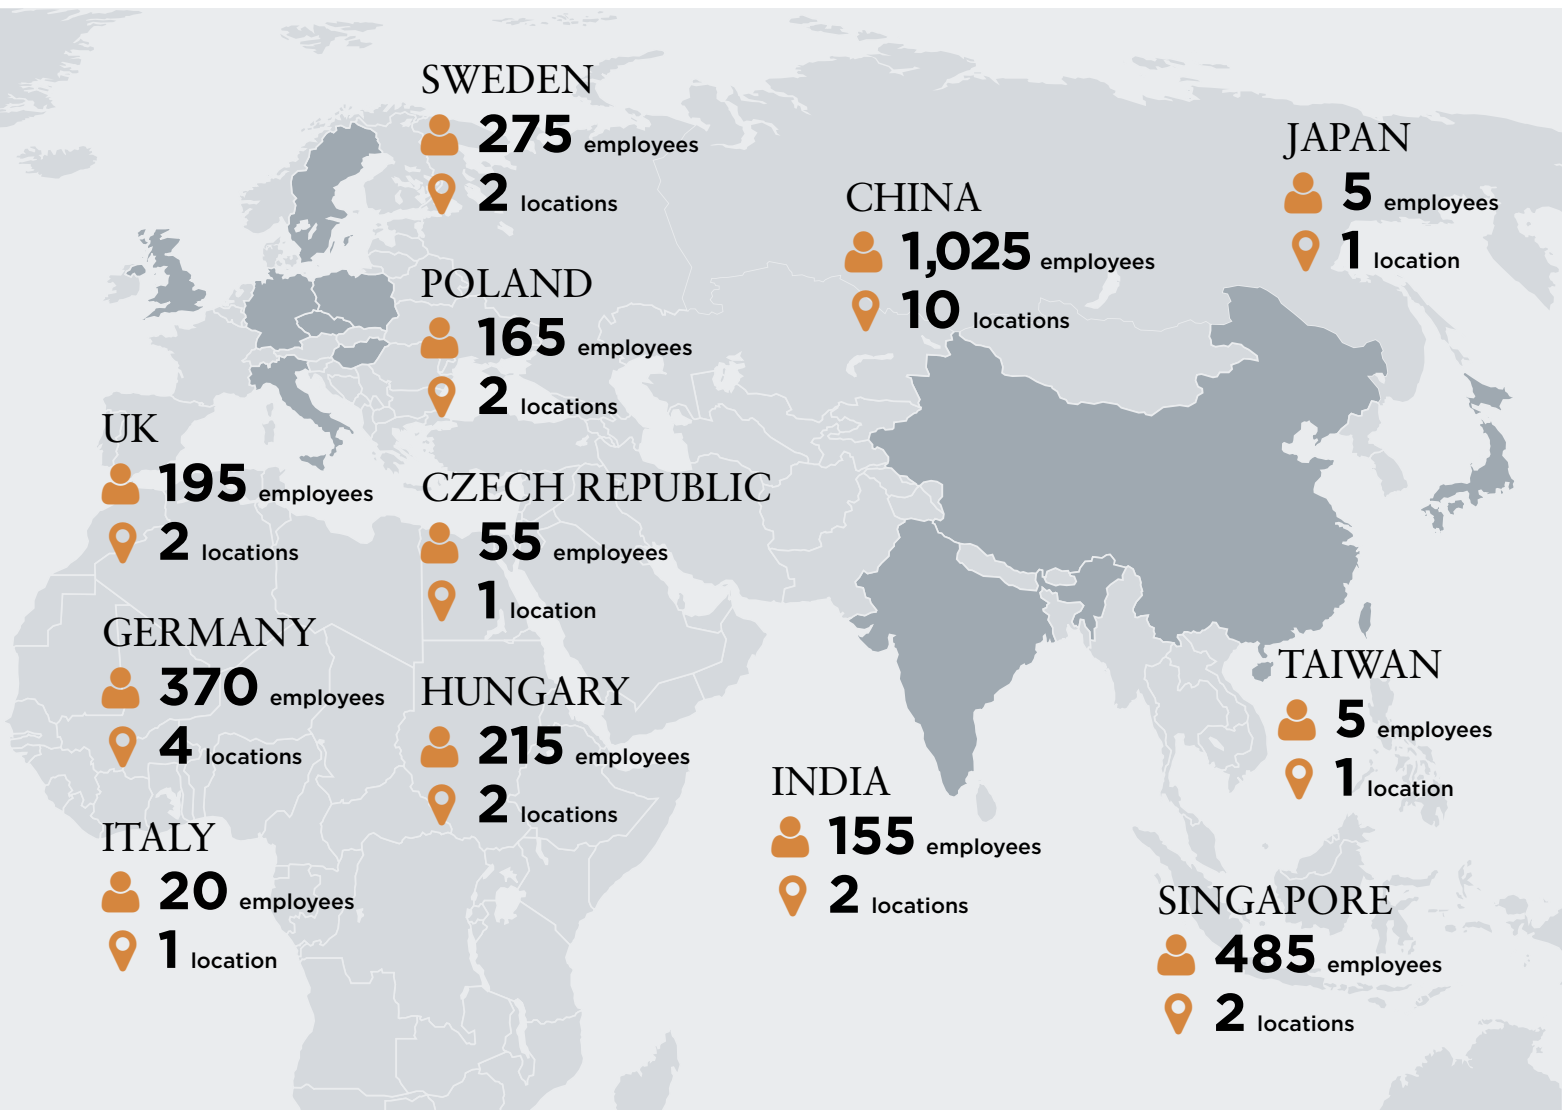 SWEDEN
275 employees
2 locations
POLAND
165 employees
2 locations
UK
195 employees
2 locations
CZECH REPUBLIC
55 employees
1 location
GERMANY
370 employees
4 locations
HUNGARY
215 employees
2 locations
ITALY
20 employees
1 location
CHINA
1,025 employees
10 locations
JAPAN
5 employees
1 location
TAIWAN
5 employees
1 location
INDIA
155 employees
2 locations
SINGAPORE
485 employees
2 locations